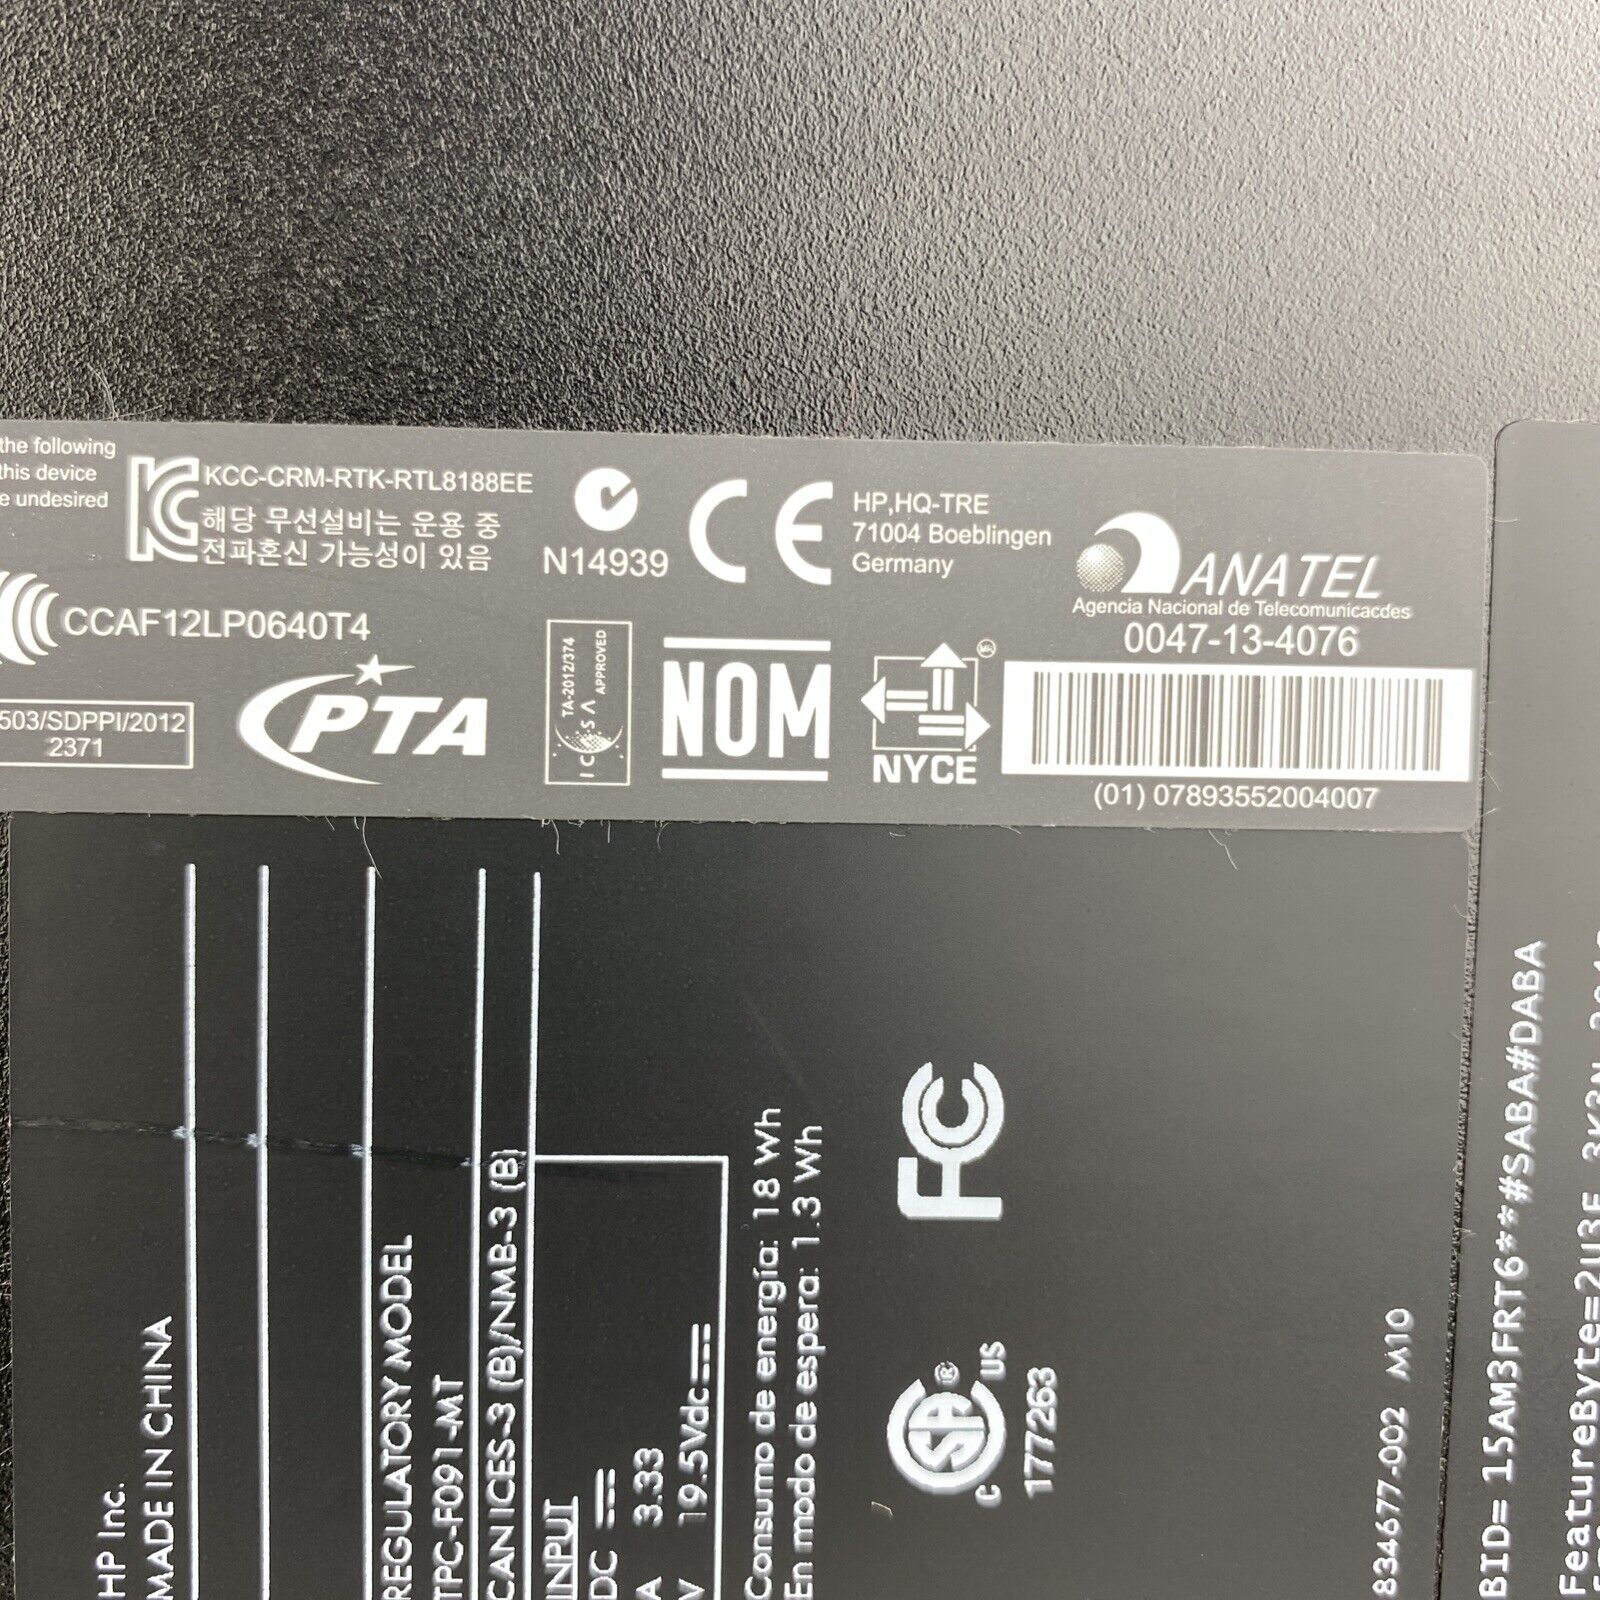 the following
this device
e undesired
KCC-CRM-RTK-RTL8188EE
해당 무선설비는 운용 중
전파혼신 가능성이 있음
N14939
CE
HP,HQ-TRE
71004 Boeblingen
Germany
ANATEL
Agencia Nacional de Telecomunicacdes
0047-13-4076
(01) 07893552004007
CCAF12LP0640T4
503/SDPPI/2012
2371
PTA
TA-2012/374
APPROVED
ICASA
NOM
NYCE
HP Inc.
MADE IN CHINA
REGULATORY MODEL
TPC-F091-MT
CAN ICES-3 (B)/NMB-3 (B)
INPUT
DC
A 3.33
V 19.5Vdc
Consumo de energía: 18 Wh
En modo de espera: 1.3 Wh
FC
C SA ® US
177263
834677-002 M10
BID= 15AM3FRT6***#SABA#DABA
FeatureByte=2U3E 3K3N